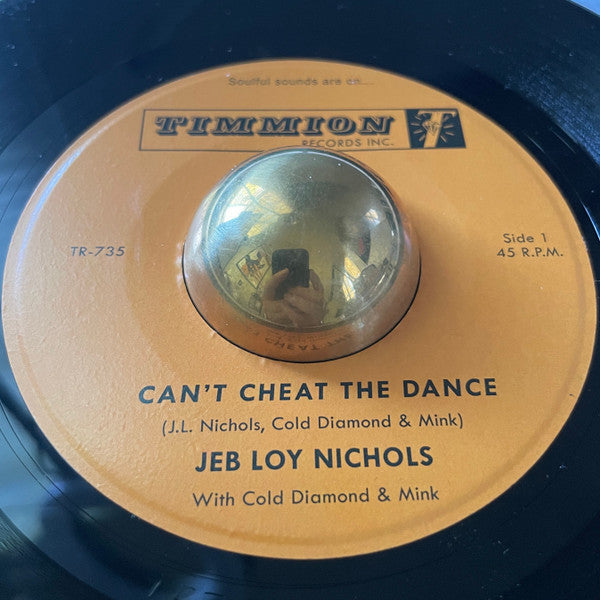 Soulful sounds are on...
TIMMION T
RECORDS INC.
TR-735
Side 1
45 R.P.M.
CAN'T CHEAT THE DANCE
(J.L. Nichols, Cold Diamond & Mink)
JEB LOY NICHOLS
With Cold Diamond & Mink